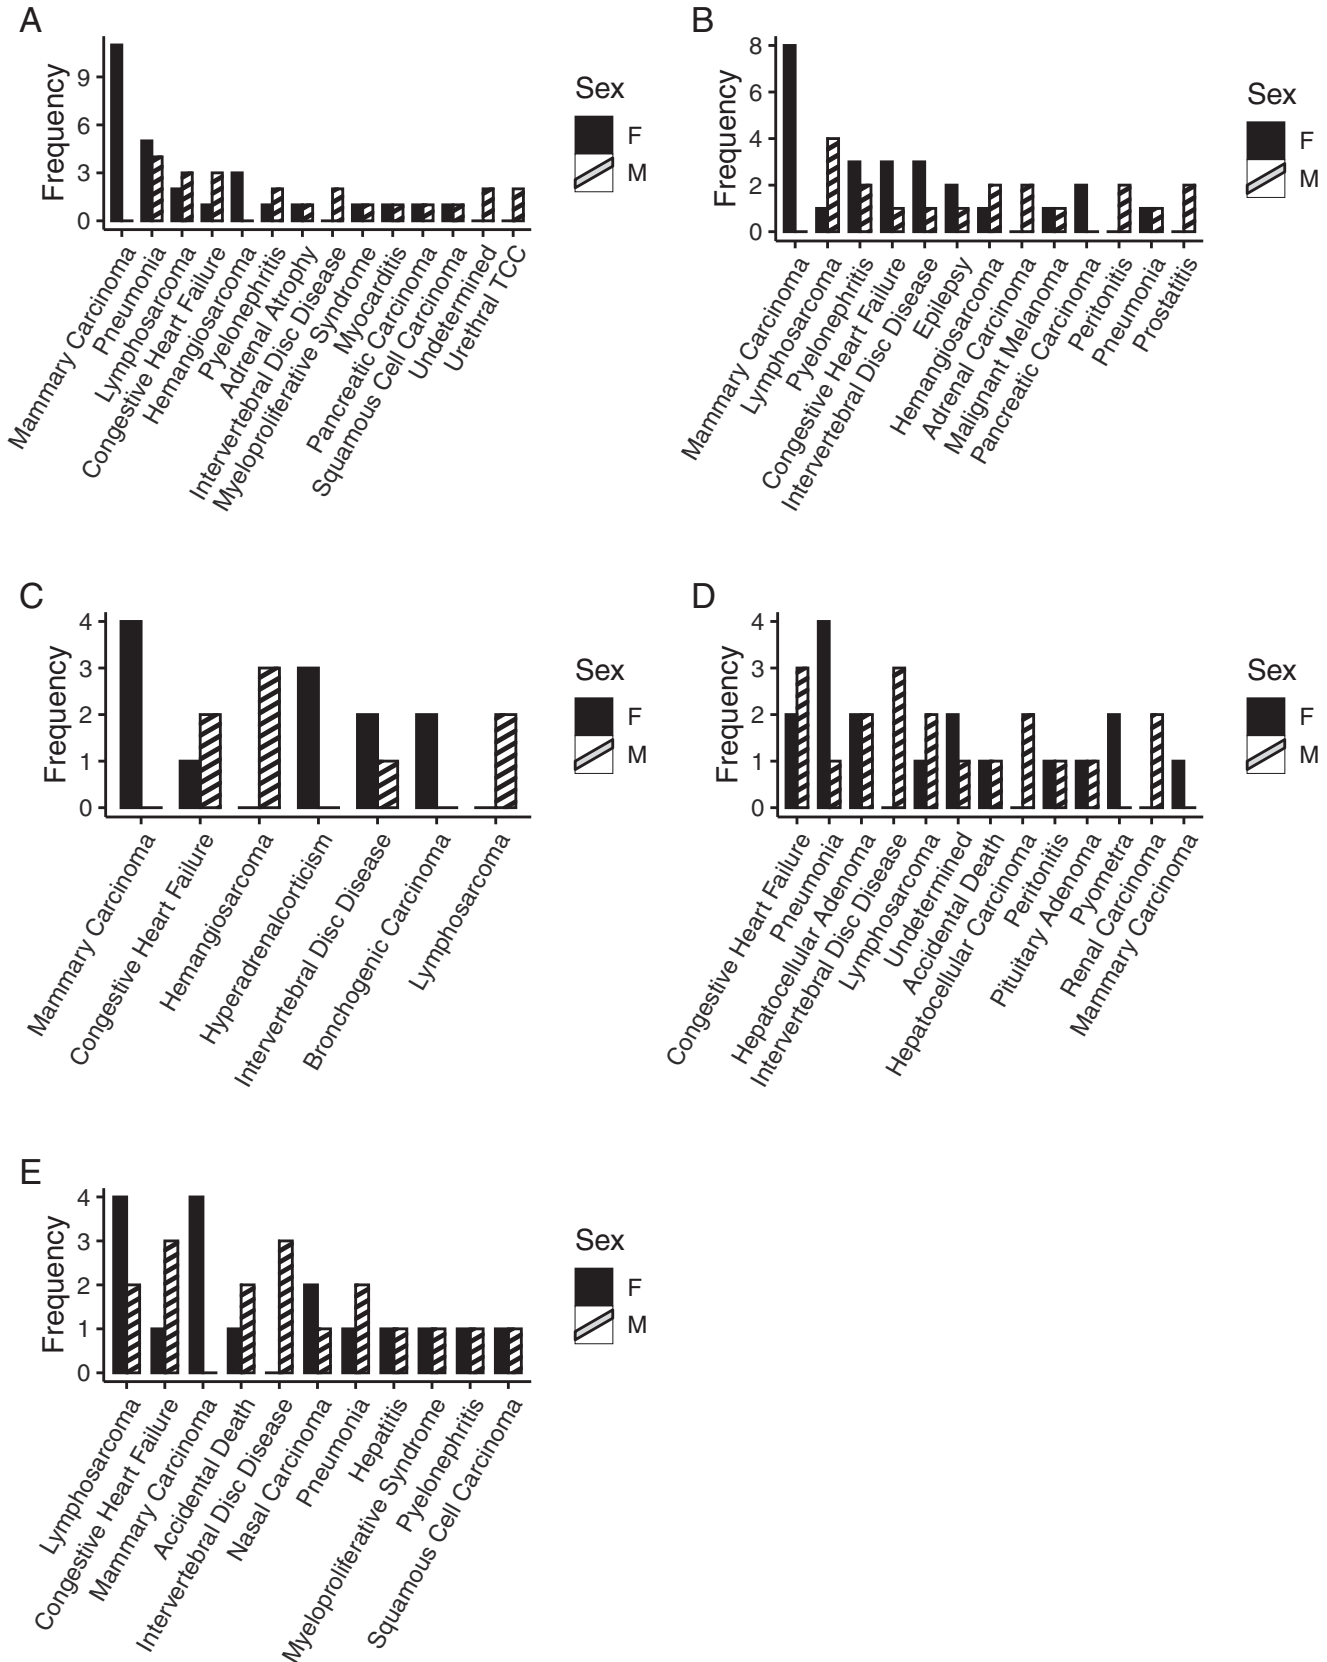 A
Frequency
9
6
3
0
Mammary Carcinoma
Pneumonia
Lymphosarcoma
Congestive Heart Failure
Hemangiosarcoma
Pyelonephritis
Adrenal Atrophy
Intervertebral Disc Disease
Myeloproliferative Syndrome
Myocarditis
Pancreatic Carcinoma
Squamous Cell Carcinoma
Undetermined
Urethral TCC
Sex
F
M
B
Frequency
8
6
4
2
0
Mammary Carcinoma
Lymphosarcoma
Pyelonephritis
Congestive Heart Failure
Intervertebral Disc Disease
Epilepsy
Hemangiosarcoma
Adrenal Carcinoma
Malignant Melanoma
Pancreatic Carcinoma
Peritonitis
Pneumonia
Prostatitis
Sex
F
M
C
Frequency
4
3
2
1
0
Mammary Carcinoma
Congestive Heart Failure
Hemangiosarcoma
Hyperadrenalcorticism
Intervertebral Disc Disease
Bronchogenic Carcinoma
Lymphosarcoma
Sex
F
M
D
Frequency
4
3
2
1
0
Congestive Heart Failure
Pneumonia
Hepatocellular Adenoma
Intervertebral Disc Disease
Lymphosarcoma
Undetermined
Accidental Death
Hepatocellular Carcinoma
Peritonitis
Pituitary Adenoma
Pyometra
Renal Carcinoma
Mammary Carcinoma
Sex
F
M
E
Frequency
4
3
2
1
0
Lymphosarcoma
Congestive Heart Failure
Mammary Carcinoma
Accidental Death
Intervertebral Disc Disease
Nasal Carcinoma
Pneumonia
Hepatitis
Myeloproliferative Syndrome
Pyelonephritis
Squamous Cell Carcinoma
Sex
F
M